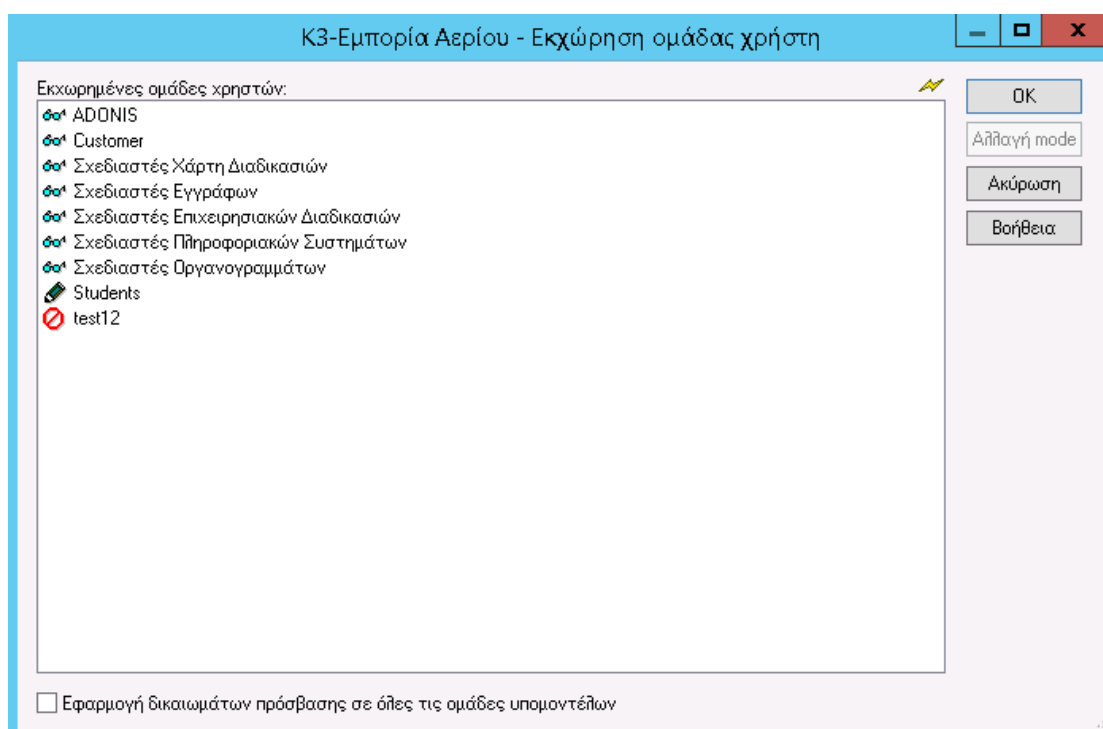 Κ3-Εμπορία Αερίου - Εκχώρηση ομάδας χρήστη
Εκχωρημένες ομάδες χρηστών:
ADONIS
Customer
Σχεδιαστές Χάρτη Διαδικασιών
Σχεδιαστές Εγγράφων
Σχεδιαστές Επιχειρησιακών Διαδικασιών
Σχεδιαστές Πληροφοριακών Συστημάτων
Σχεδιαστές Οργανογραμμάτων
Students
test12
OK
Αλλαγή mode
Ακύρωση
Βοήθεια
Εφαρμογή δικαιωμάτων πρόσβασης σε όλες τις ομάδες υπομοντέλων